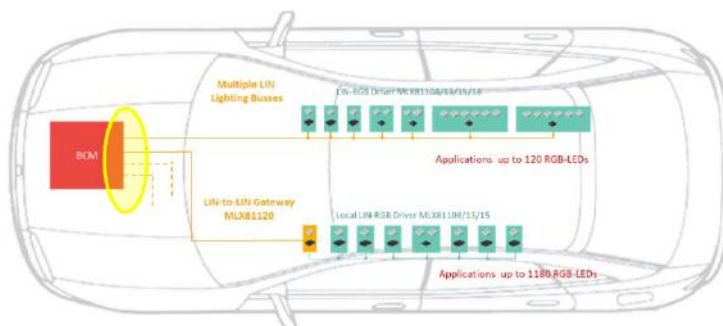 Multiple LIN
Lighting Busses
LIN-RGB Driver MLX81108/13/15/18
BCM
Applications up to 120 RGB-LEDs
LIN-to-LIN Gateway
MLX81120
Local LIN-RGB Driver MLX81108/13/15
Applications up to 1180 RGB-LEDs